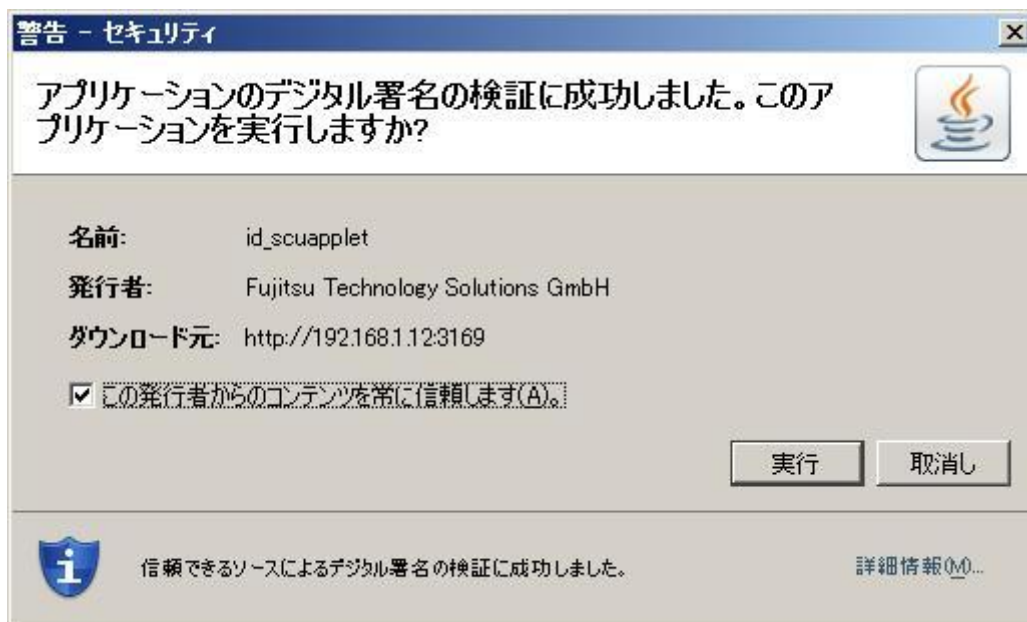 警告 - セキュリティ
アプリケーションのデジタル署名の検証に成功しました。このア
プリケーションを実行しますか?
名前: id_scuapplet
発行者: Fujitsu Technology Solutions GmbH
ダウンロード元: http://192.168.1.12:3169
この発行者からのコンテンツを常に信頼します(A)。
実行 取消し
信頼できるソースによるデジタル署名の検証に成功しました。 詳細情報(M)...